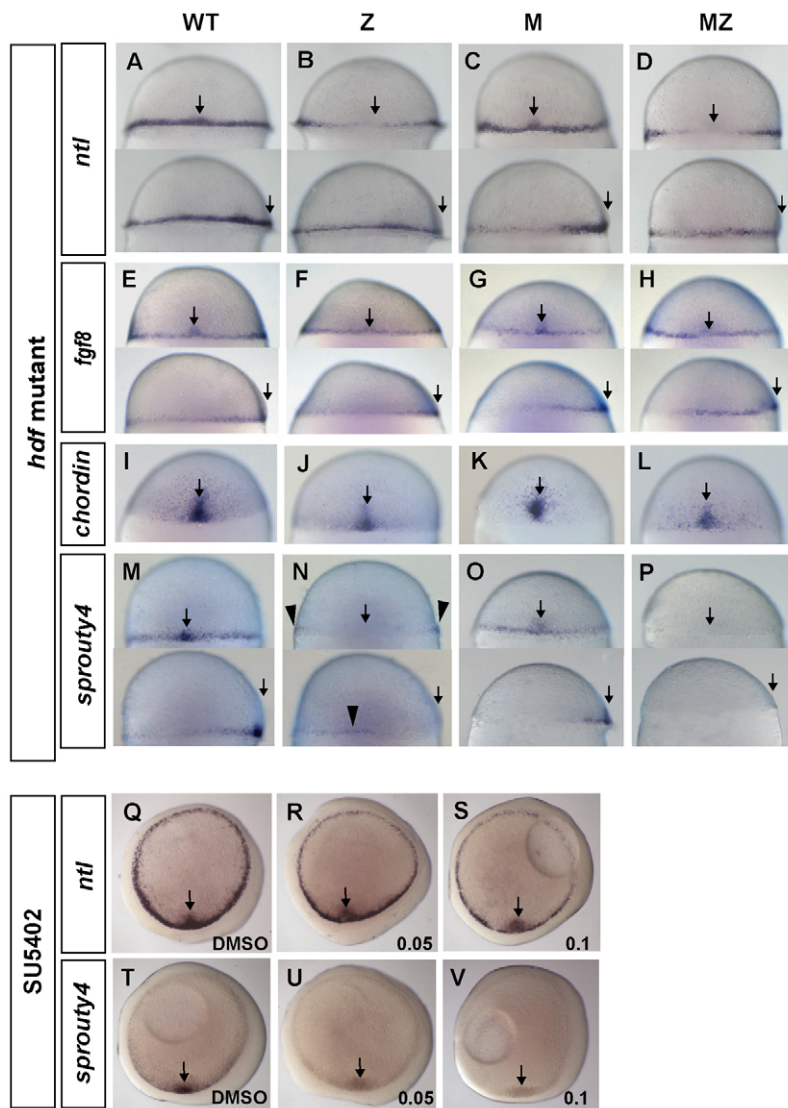 WT Z M MZ
hdf mutant
ntl
A B C D
fgf8
E F G H
chordin
I J K L
sprouty4
M N O P
SU5402
ntl
Q R S
DMSO 0.05 0.1
sprouty4
T U V
DMSO 0.05 0.1